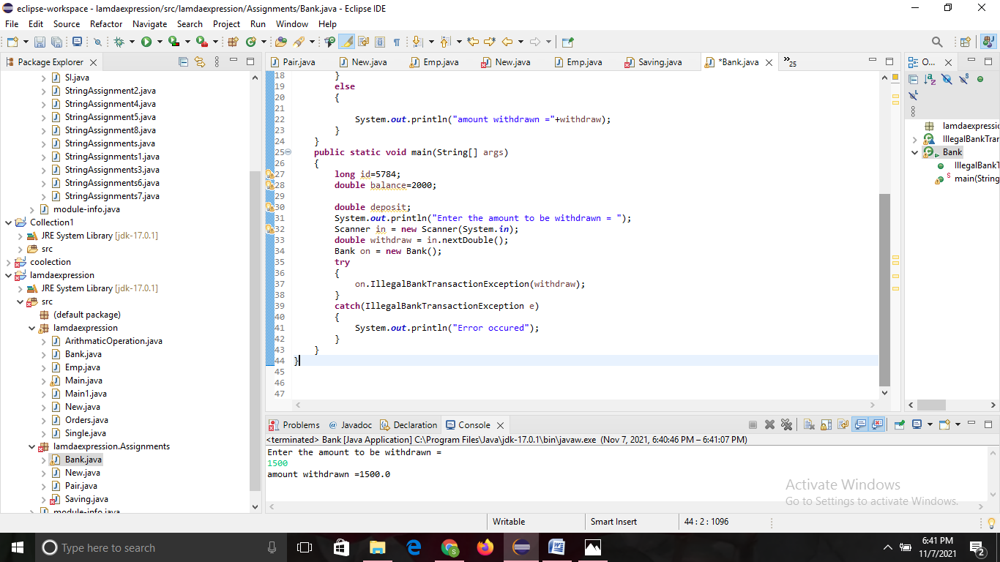 eclipse-workspace - lamdaexpression/src/lamdaexpression/Assignments/Bank.java - Eclipse IDE
File Edit Source Refactor Navigate Search Project Run Window Help
Package Explorer
SI.java
StringAssignment2.java
StringAssignment4.java
StringAssignment5.java
StringAssignment8.java
StringAssignments.java
StringAssignments1.java
StringAssignments3.java
StringAssignments6.java
StringAssignments7.java
module-info.java
Collection1
JRE System Library [jdk-17.0.1]
src
coolection
lamdaexpression
JRE System Library [jdk-17.0.1]
src
(default package)
lamdaexpression
ArithmaticOperation.java
Bank.java
Emp.java
Main.java
Main1.java
New.java
Orders.java
Single.java
lamdaexpression.Assignments
Bank.java
New.java
Pair.java
Saving.java
module-info.java
Pair.java New.java Emp.java New.java Emp.java Saving.java *Bank.java »25
18 }
19 else
20 {
21
22 System.out.println("amount withdrawn ="+withdraw);
23 }
24 }
25 public static void main(String[] args)
26 {
27 long id=5784;
28 double balance=2000;
29
30 double deposit;
31 System.out.println("Enter the amount to be withdrawn = ");
32 Scanner in = new Scanner(System.in);
33 double withdraw = in.nextDouble();
34 Bank on = new Bank();
35 try
36 {
37 on.IllegalBankTransactionException(withdraw);
38 }
39 catch(IllegalBankTransactionException e)
40 {
41 System.out.println("Error occured");
42 }
43 }
44 }
45
46
47
O...
lamdaexpressi
IllegalBankTrar
Bank
IllegalBankT
main(String
Problems @ Javadoc Declaration Console
<terminated> Bank [Java Application] C:\Program Files\Java\jdk-17.0.1\bin\javaw.exe (Nov 7, 2021, 6:40:46 PM – 6:41:07 PM)
Enter the amount to be withdrawn =
1500
amount withdrawn =1500.0
Activate Windows
Go to Settings to activate Windows.
Writable Smart Insert 44 : 2 : 1096
Type here to search
6:41 PM
11/7/2021
2